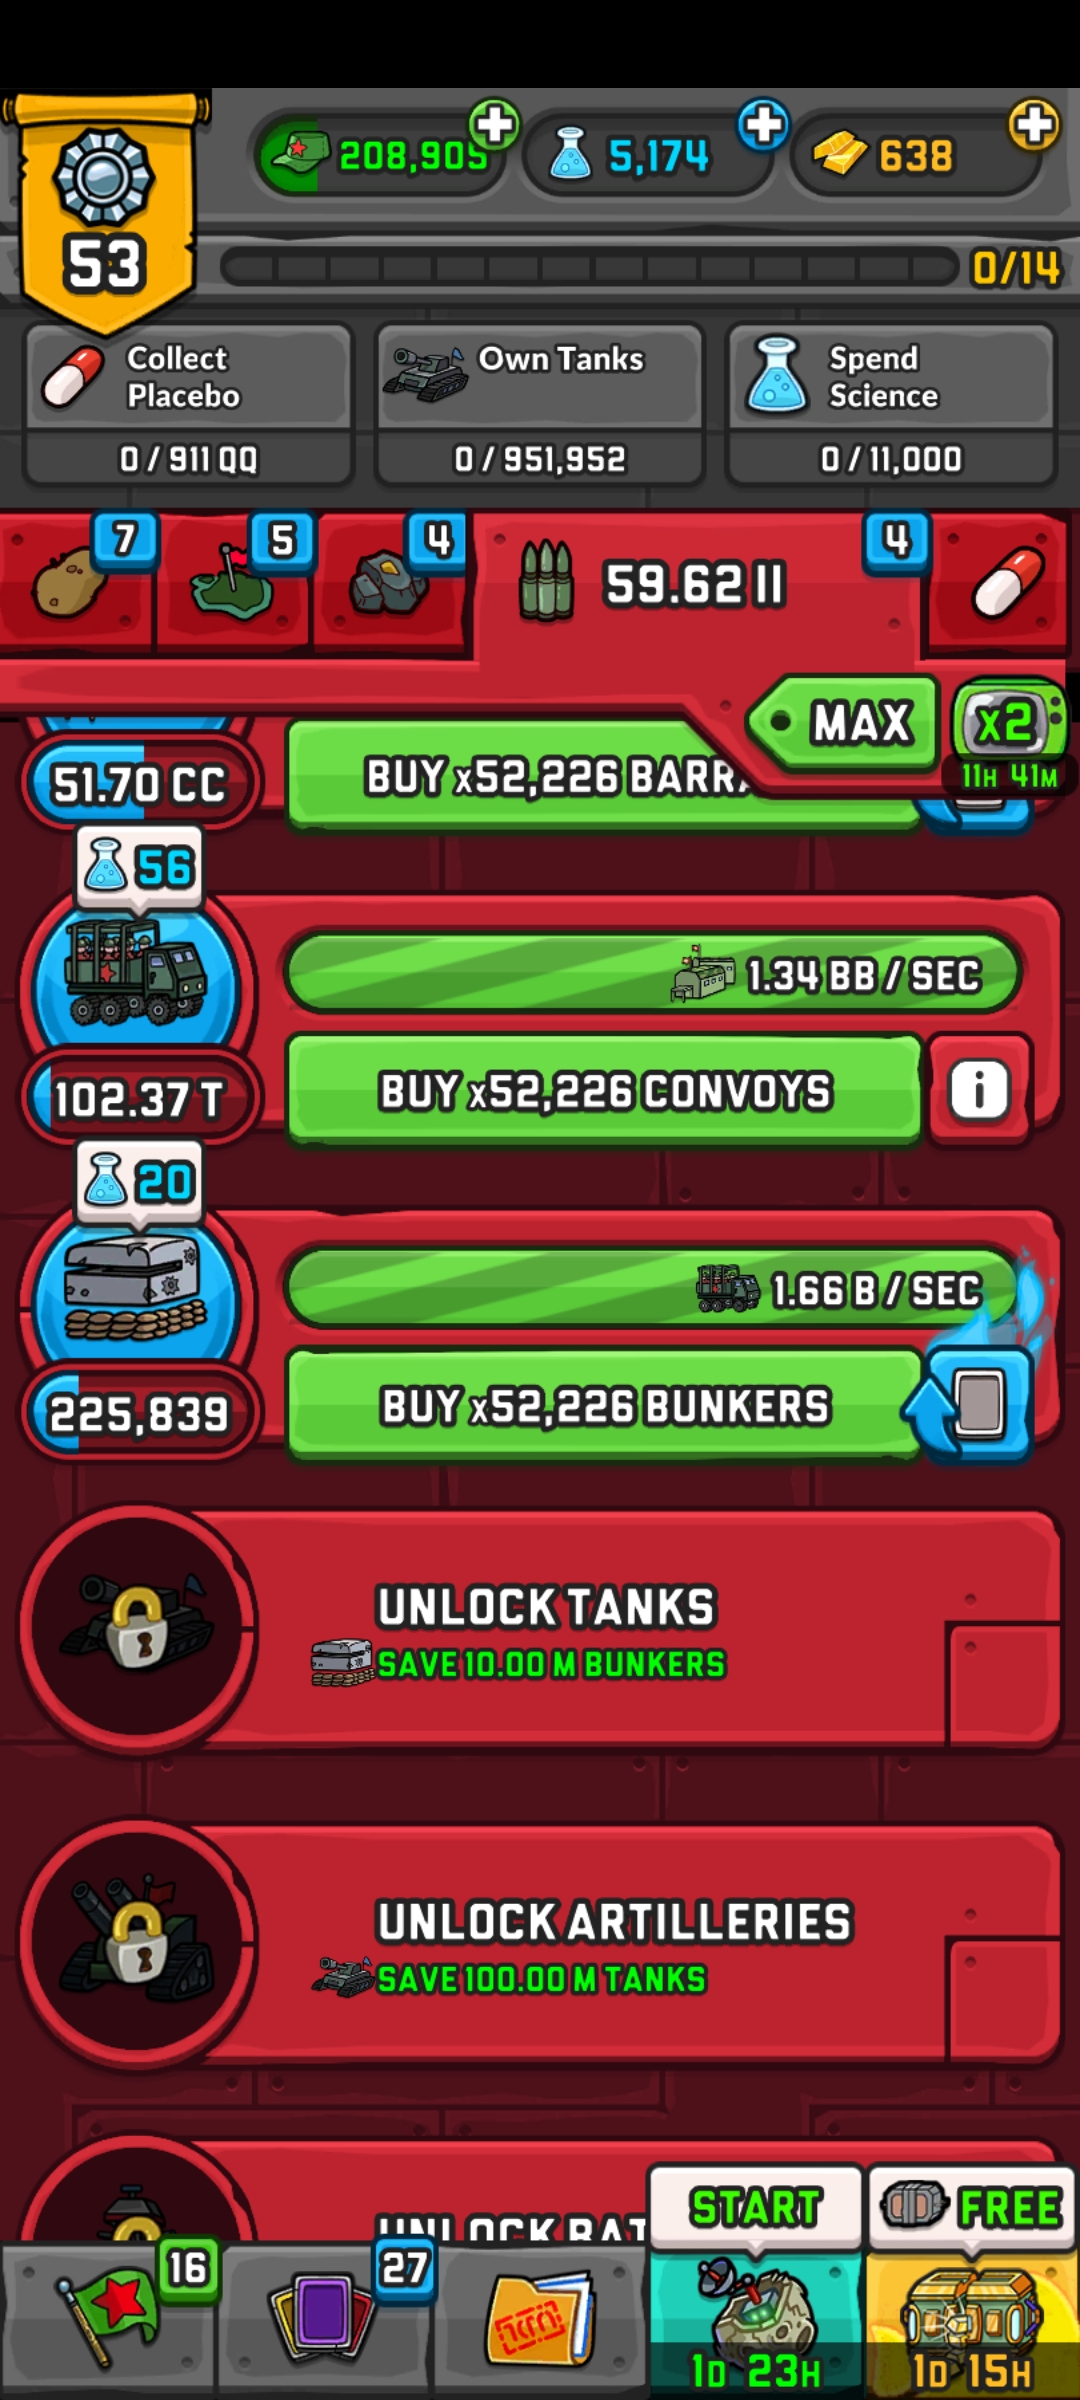 208,905
5,174
638
53
0/14
Collect
Placebo
Own Tanks
Spend
Science
0 / 911 QQ
0 / 951,952
0 / 11,000
7
5
4
59.62 II
4
MAX
x2
11H 41M
51.70 CC
BUY x52,226 BARRA
56
1.34 BB / SEC
102.37 T
BUY x52,226 CONVOYS
i
20
1.66 B / SEC
225,839
BUY x52,226 BUNKERS
UNLOCK TANKS
SAVE 10.00 M BUNKERS
UNLOCK ARTILLERIES
SAVE 100.00 M TANKS
UNLOCK BAT
START
FREE
16
27
1D 23H
1D 15H